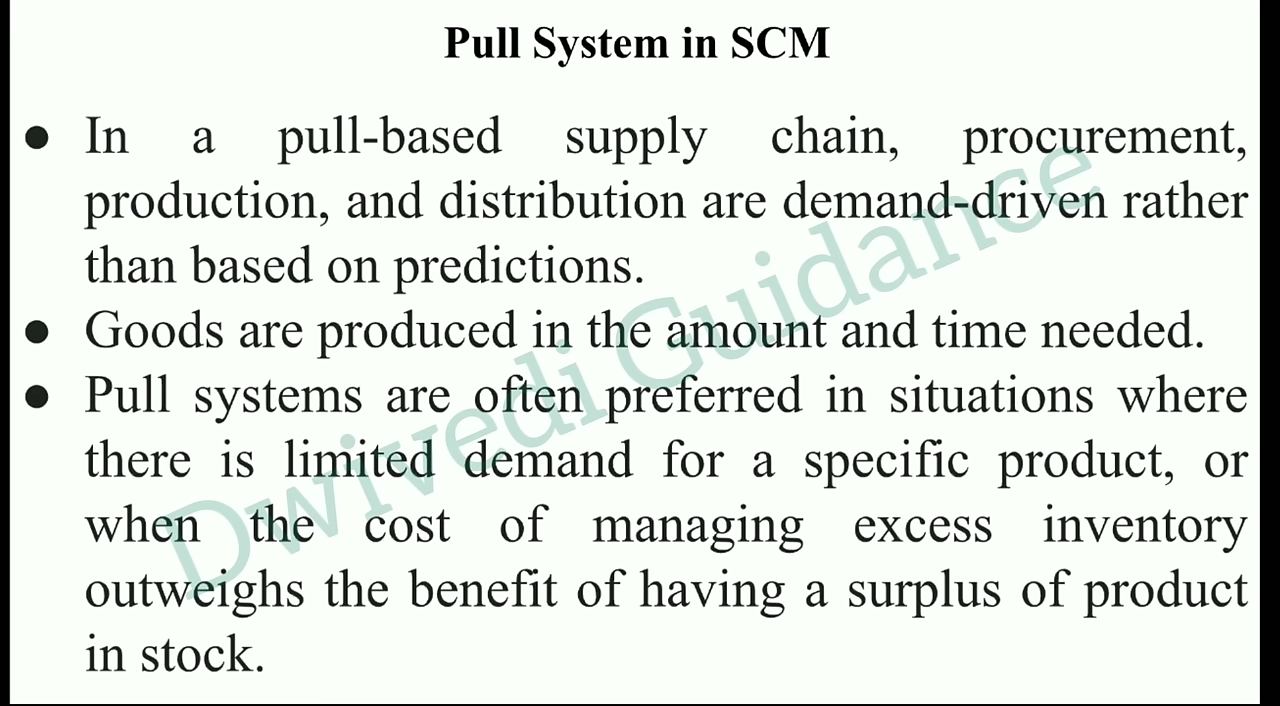 Pull System in SCM
● In a pull-based supply chain, procurement,
production, and distribution are demand-driven rather
than based on predictions.
● Goods are produced in the amount and time needed.
● Pull systems are often preferred in situations where
there is limited demand for a specific product, or
when the cost of managing excess inventory
outweighs the benefit of having a surplus of product
in stock.
Dwivedi Guidance